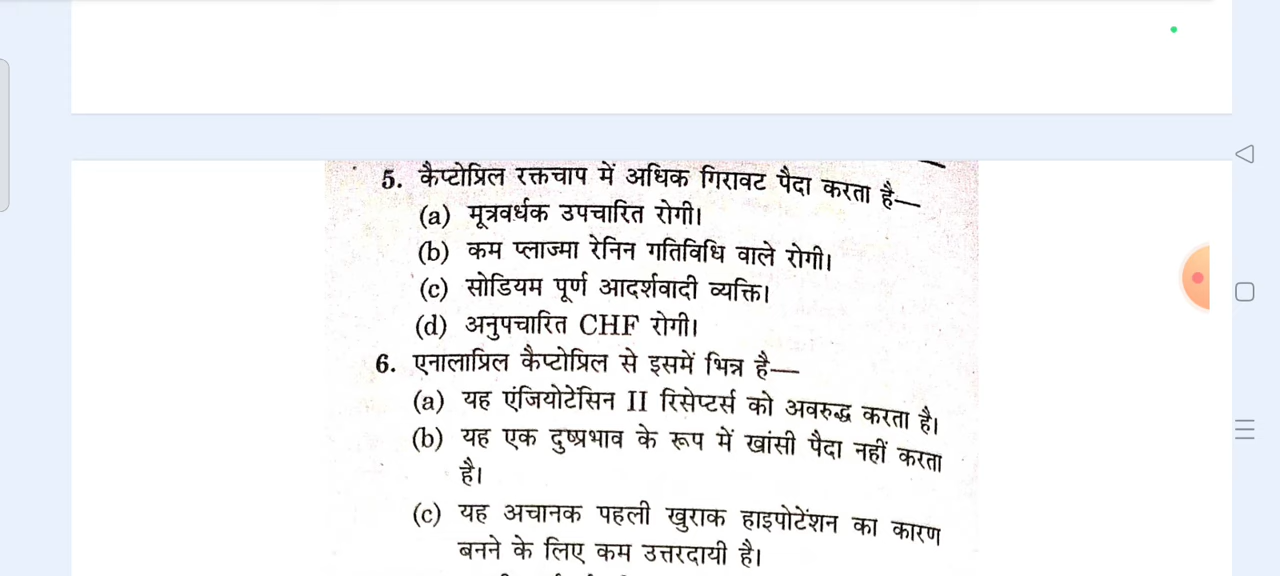 5. कैप्टोप्रिल रक्तचाप में अधिक गिरावट पैदा करता है—
(a) मूत्रवर्धक उपचारित रोगी।
(b) कम प्लाज्मा रेनिन गतिविधि वाले रोगी।
(c) सोडियम पूर्ण आदर्शवादी व्यक्ति।
(d) अनुपचारित CHF रोगी।
6. एनालाप्रिल कैप्टोप्रिल से इसमें भिन्न है—
(a) यह एंजियोटेंसिन II रिसेप्टर्स को अवरुद्ध करता है।
(b) यह एक दुष्प्रभाव के रूप में खांसी पैदा नहीं करता
है।
(c) यह अचानक पहली खुराक हाइपोटेंशन का कारण
बनने के लिए कम उत्तरदायी है।